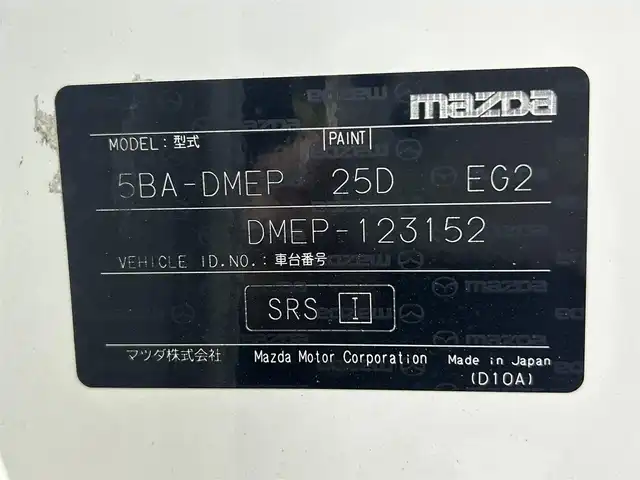 mazda
MODEL: 型式 PAINT
5BA-DMEP 25D EG2
DMEP-123152
VEHICLE ID.NO.: 車台番号
SRS I
マツダ株式会社 Mazda Motor Corporation Made in Japan
(D10A)